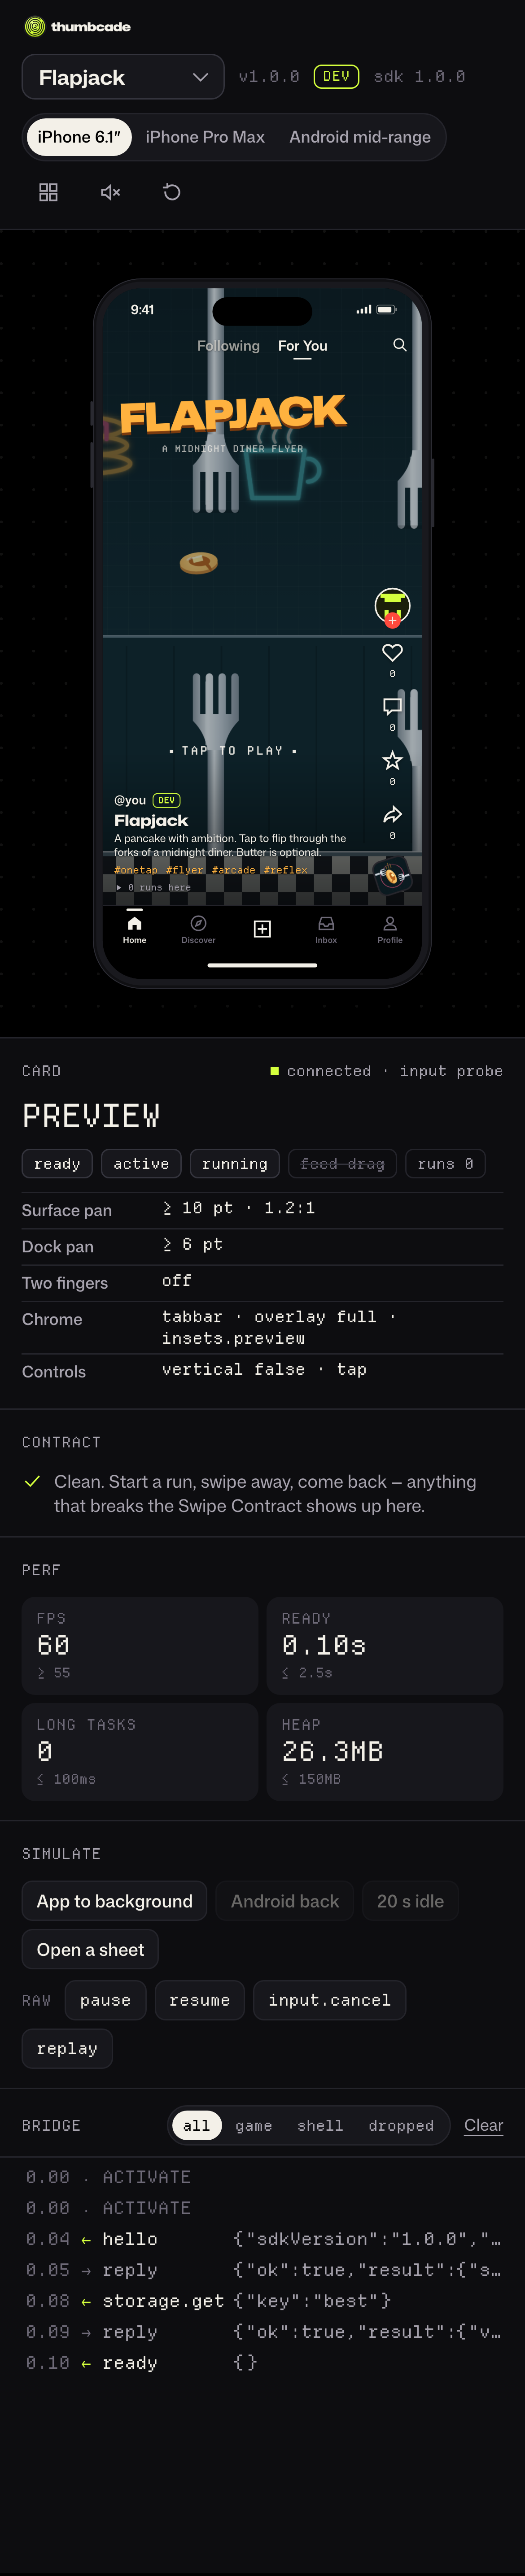 thumbcade
Flapjack
v1.0.0 DEV sdk 1.0.0
iPhone 6.1″ iPhone Pro Max Android mid-range
9:41
Following For You
FLAPJACK
A MIDNIGHT DINER FLYER
0
0
0
0
• TAP TO PLAY •
@you DEV
Flapjack
A pancake with ambition. Tap to flip through the
forks of a midnight diner. Butter is optional.
#onetap #flyer #arcade #reflex
0 runs here
Home Discover Inbox Profile
CARD connected · input probe
PREVIEW
ready active running feed drag runs 0
Surface pan ≥ 10 pt · 1.2:1
Dock pan ≥ 6 pt
Two fingers off
Chrome tabbar · overlay full ·
insets.preview
Controls vertical false · tap
CONTRACT
Clean. Start a run, swipe away, come back – anything
that breaks the Swipe Contract shows up here.
PERF
FPS READY
60 0.10s
≥ 55 ≤ 2.5s
LONG TASKS HEAP
0 26.3MB
≤ 100ms ≤ 150MB
SIMULATE
App to background Android back 20 s idle
Open a sheet
RAW pause resume input.cancel
replay
BRIDGE all game shell dropped Clear
0.00 · ACTIVATE
0.00 · ACTIVATE
0.04 ← hello {"sdkVersion":"1.0.0","…
0.05 → reply {"ok":true,"result":{"s…
0.08 ← storage.get {"key":"best"}
0.09 → reply {"ok":true,"result":{"v…
0.10 ← ready {}